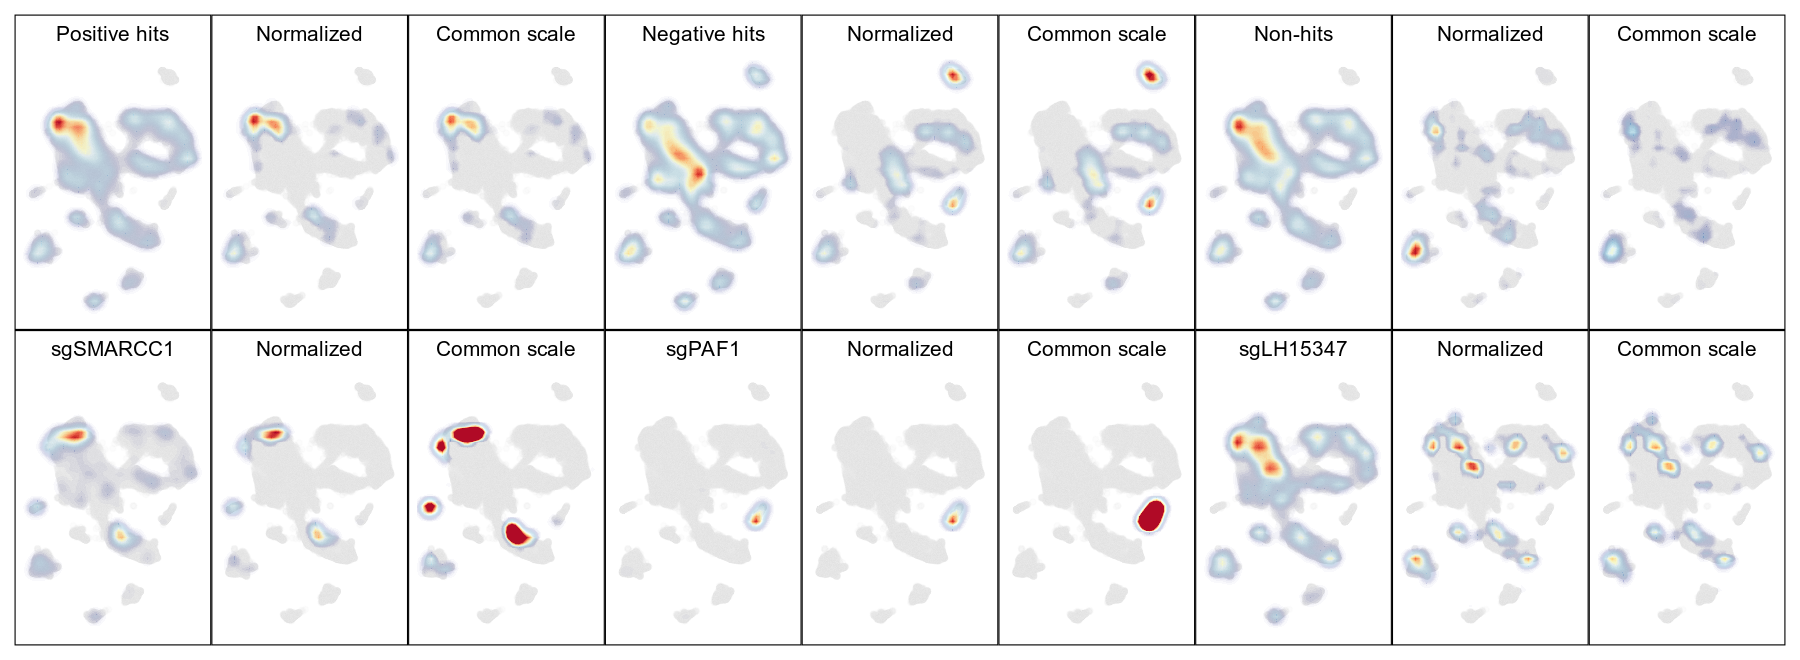 Positive hits
Normalized
Common scale
Negative hits
Normalized
Common scale
Non-hits
Normalized
Common scale
sgSMARCC1
Normalized
Common scale
sgPAF1
Normalized
Common scale
sgLH15347
Normalized
Common scale